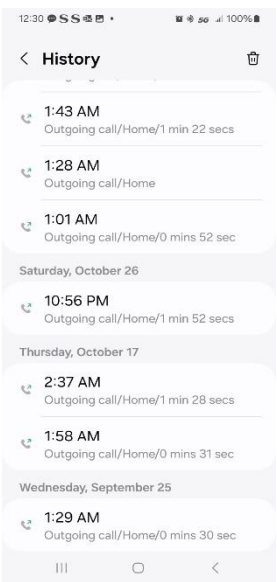 12:30
5G .ıl 100%
History
1:43 AM
Outgoing call/Home/1 min 22 secs
1:28 AM
Outgoing call/Home
1:01 AM
Outgoing call/Home/0 mins 52 sec
Saturday, October 26
10:56 PM
Outgoing call/Home/1 min 52 secs
Thursday, October 17
2:37 AM
Outgoing call/Home/1 min 28 secs
1:58 AM
Outgoing call/Home/0 mins 31 sec
Wednesday, September 25
1:29 AM
Outgoing call/Home/0 mins 30 sec